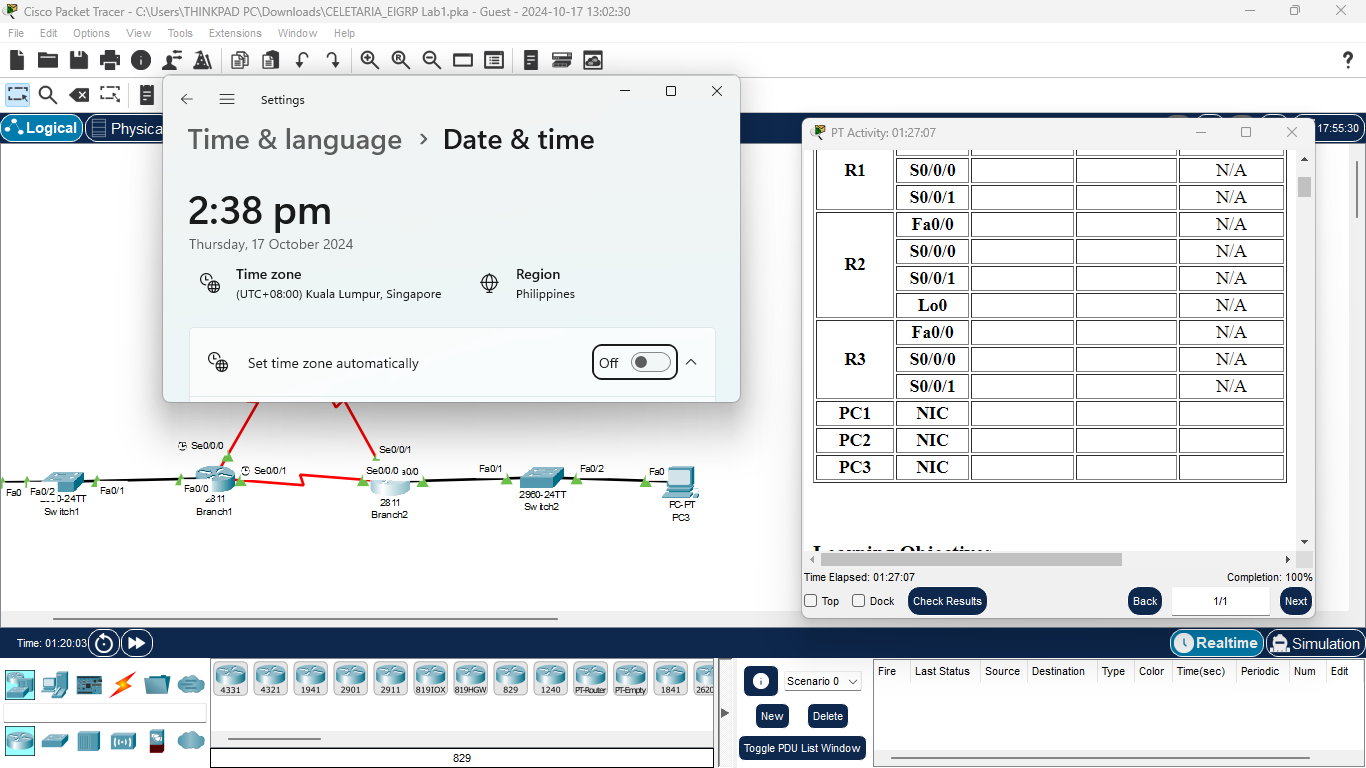 Cisco Packet Tracer - C:\Users\THINKPAD PC\Downloads\CELETARIA_EIGRP Lab1.pka - Guest - 2024-10-17 13:02:30
File Edit Options View Tools Extensions Window Help
Logical
Physica
17:55:30
Settings
Time & language > Date & time
2:38 pm
Thursday, 17 October 2024
Time zone
(UTC+08:00) Kuala Lumpur, Singapore
Region
Philippines
Set time zone automatically Off
Se0/0/0
Se0/0/1
Se0/0/1
Se0/0/0
Fa0 Fa0/2 Fa0/1
Switch1
Fa0/0
2811
Branch1
2811
Branch2
Fa0/1 Fa0/2
2960-24TT
Switch2
Fa0
PC-PT
PC3
PT Activity: 01:27:07
R1 S0/0/0 N/A
S0/0/1 N/A
R2 Fa0/0 N/A
S0/0/0 N/A
S0/0/1 N/A
Lo0 N/A
R3 Fa0/0 N/A
S0/0/0 N/A
S0/0/1 N/A
PC1 NIC
PC2 NIC
PC3 NIC
Time Elapsed: 01:27:07 Completion: 100%
Top Dock Check Results Back 1/1 Next
Time: 01:20:03
Realtime Simulation
4331 4321 1941 2901 2911 819IOX 819HGW 829 1240 PT-Router PT-Empty 1841 2620
829
Scenario 0
New Delete
Toggle PDU List Window
Fire Last Status Source Destination Type Color Time(sec) Periodic Num Edit